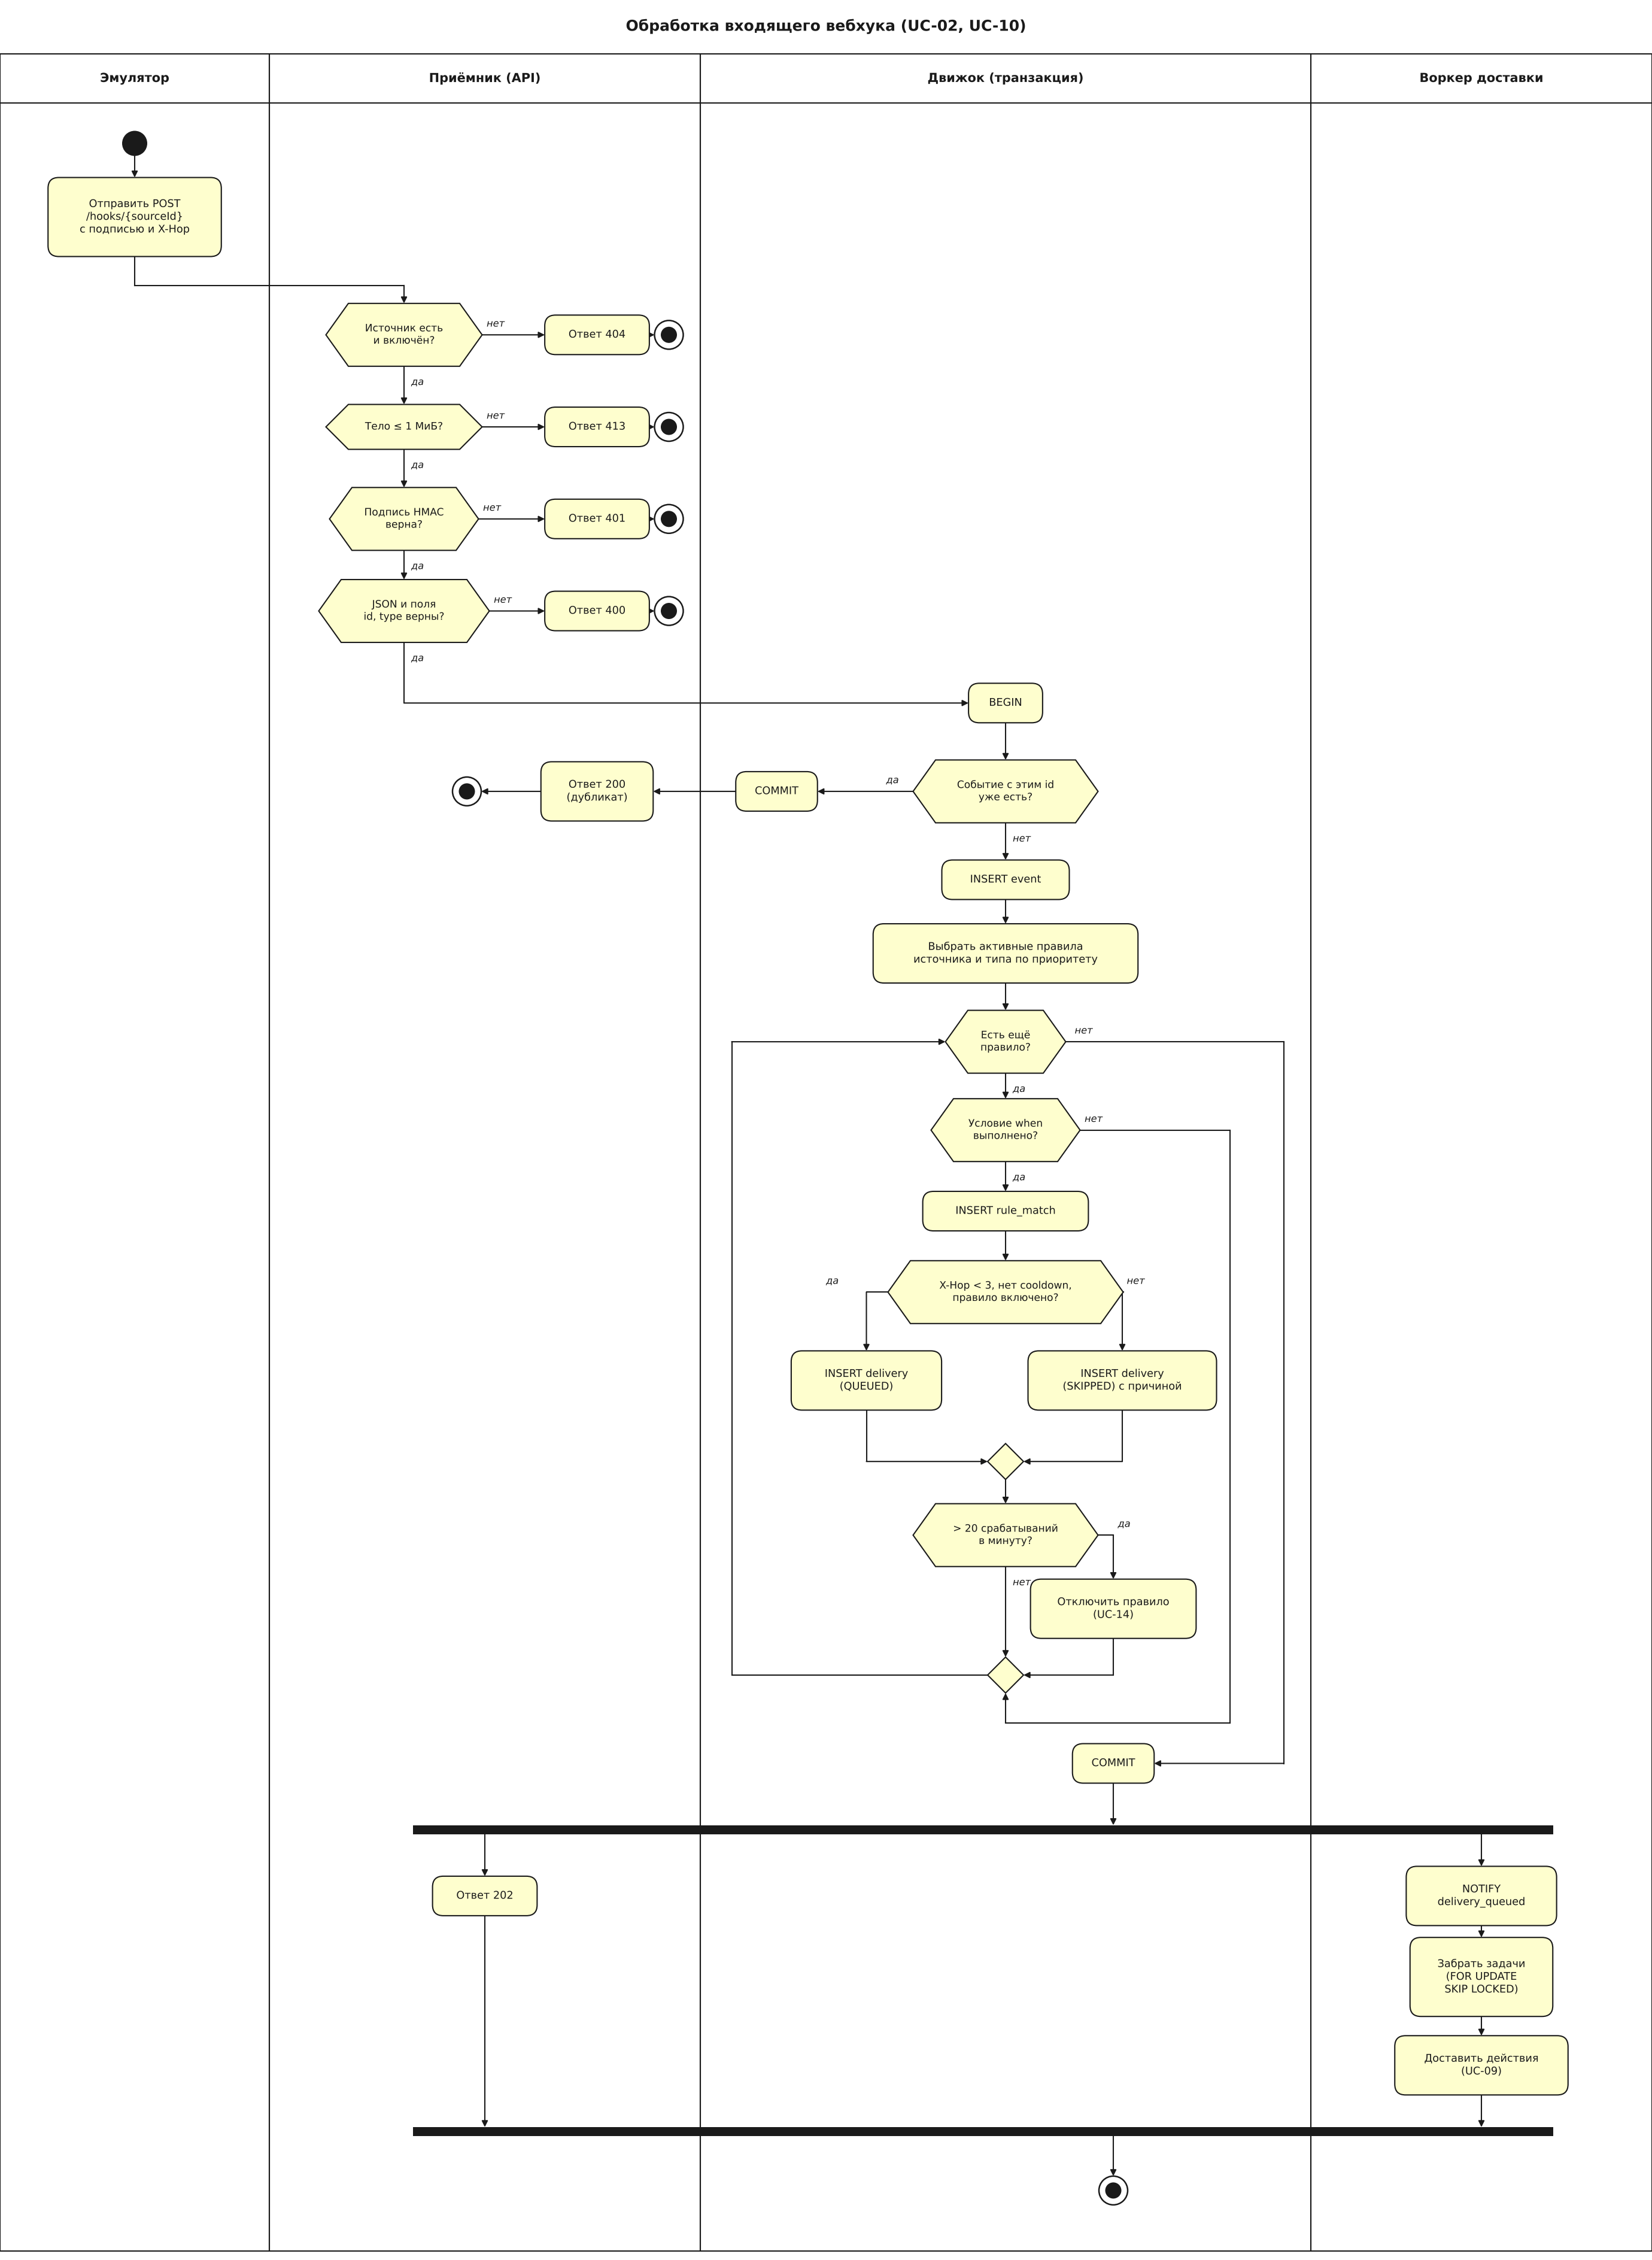 Обработка входящего вебхука (UC-02, UC-10)
Эмулятор
Приёмник (API)
Движок (транзакция)
Воркер доставки
Отправить POST
/hooks/{sourceId}
с подписью и X-Hop
Источник есть
и включён?
нет
Ответ 404
да
Тело ≤ 1 МиБ?
нет
Ответ 413
да
Подпись HMAC
верна?
нет
Ответ 401
да
JSON и поля
id, type верны?
нет
Ответ 400
да
BEGIN
Событие с этим id
уже есть?
да
COMMIT
Ответ 200
(дубликат)
нет
INSERT event
Выбрать активные правила
источника и типа по приоритету
Есть ещё
правило?
нет
да
Условие when
выполнено?
нет
да
INSERT rule_match
X-Hop < 3, нет cooldown,
правило включено?
да
нет
INSERT delivery
(QUEUED)
INSERT delivery
(SKIPPED) с причиной
> 20 срабатываний
в минуту?
да
нет
Отключить правило
(UC-14)
COMMIT
Ответ 202
NOTIFY
delivery_queued
Забрать задачи
(FOR UPDATE
SKIP LOCKED)
Доставить действия
(UC-09)